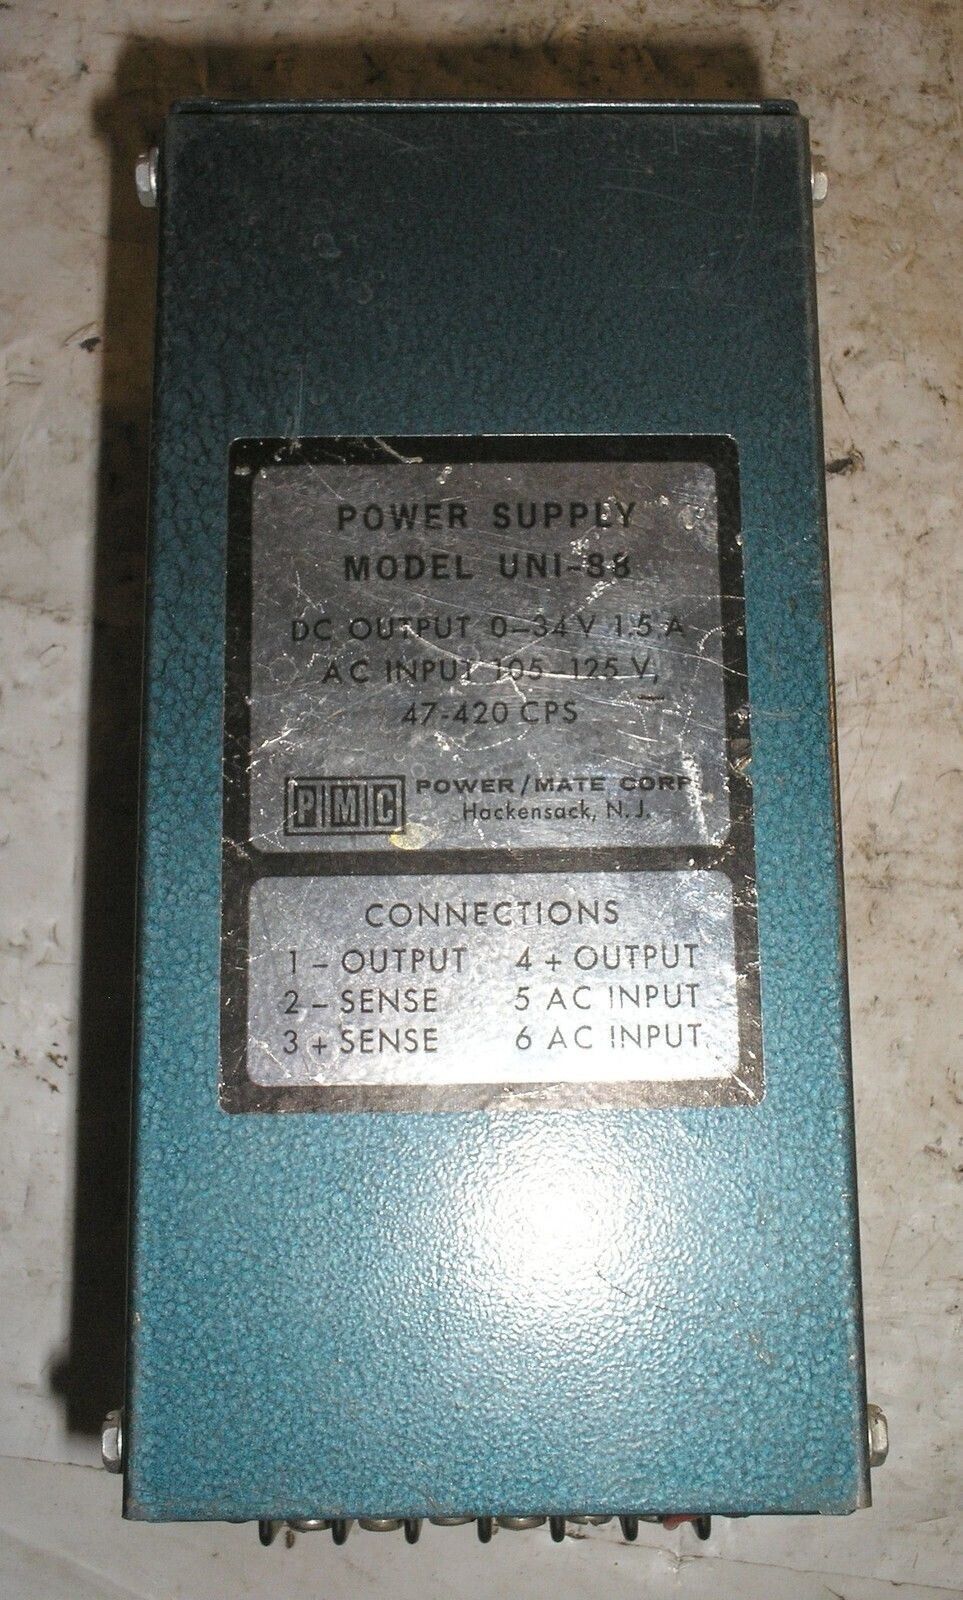 POWER SUPPLY
MODEL UNI-88
DC OUTPUT 0-34 V 1.5 A
AC INPUT 105-125 V,
47-420 CPS
PMC
POWER/MATE CORP
Hackensack, N.J.
CONNECTIONS
1 - OUTPUT 4 + OUTPUT
2 - SENSE 5 AC INPUT
3 + SENSE 6 AC INPUT